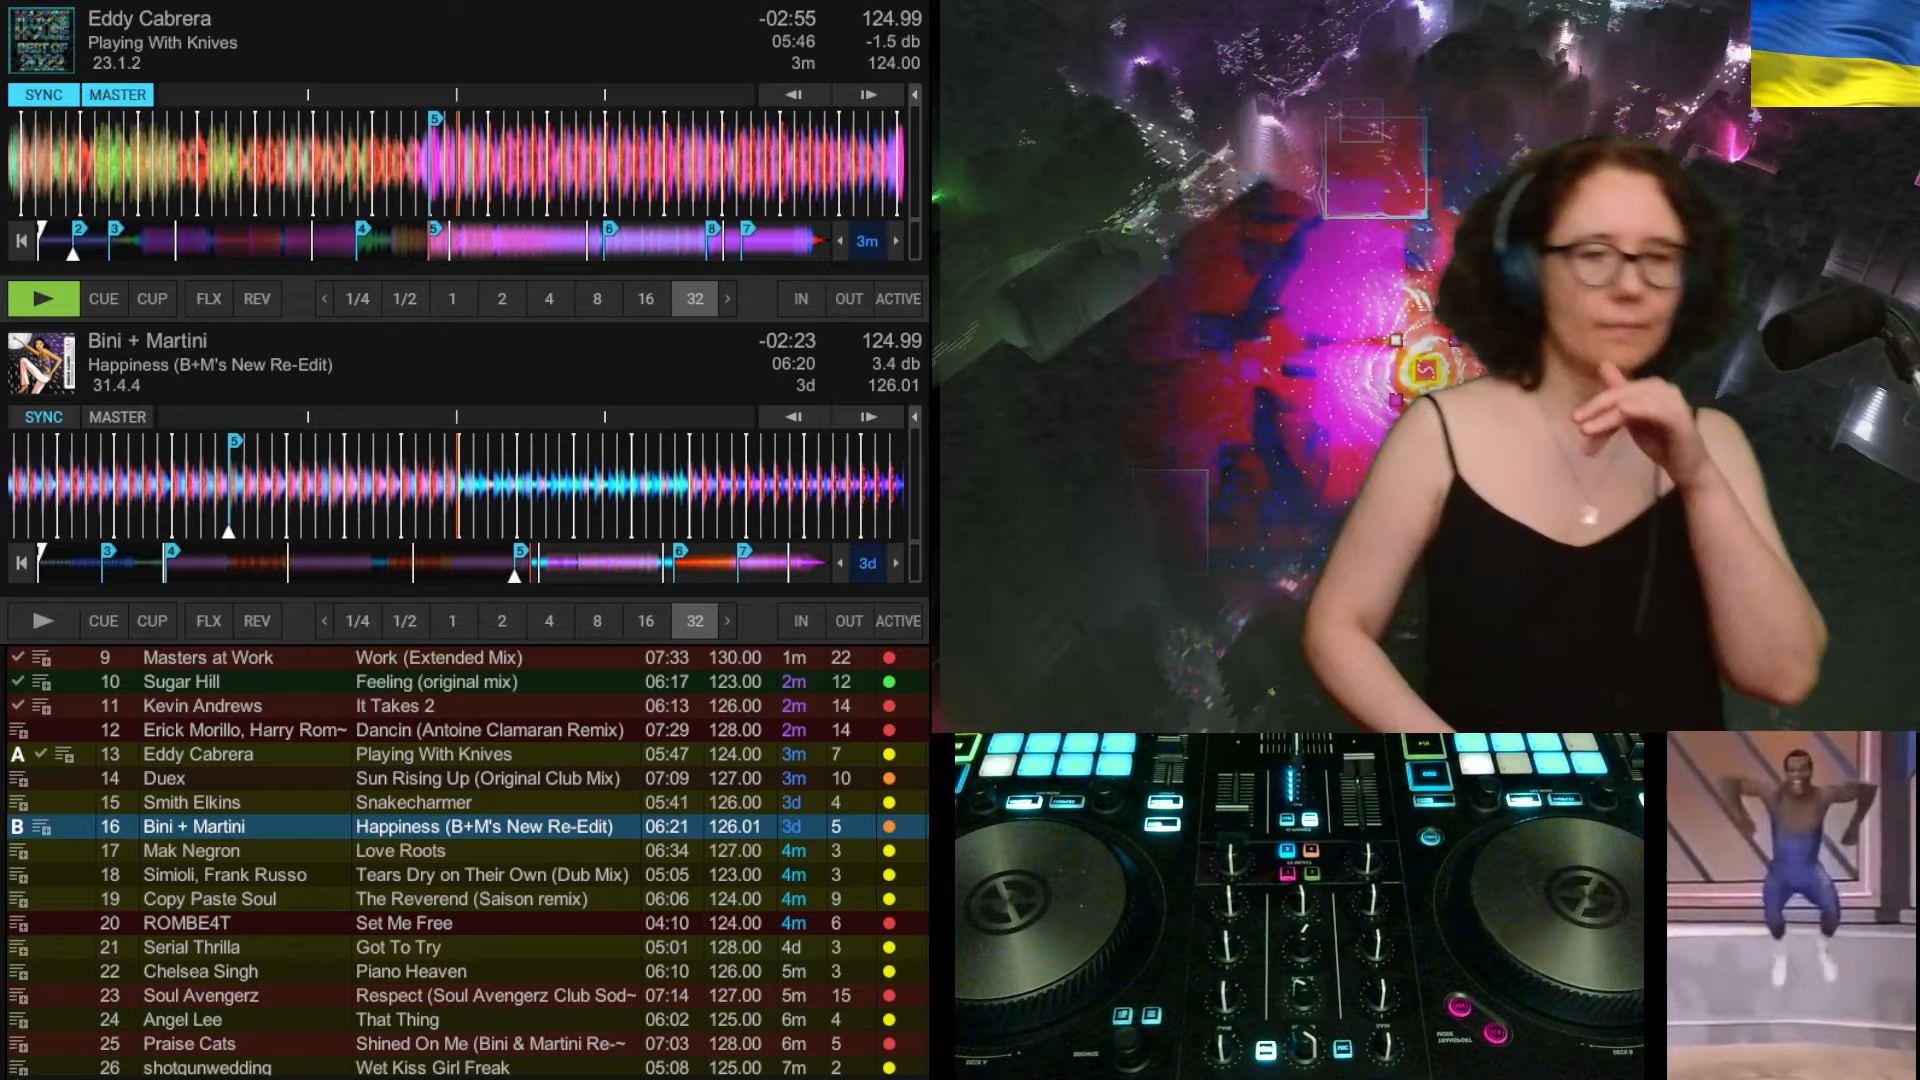 Eddy Cabrera -02:55 124.99
Playing With Knives 05:46 -1.5 db
23.1.2 3m 124.00
SYNC MASTER
5
2 3 4 5 6 8 7 3m
CUE CUP FLX REV 1/4 1/2 1 2 4 8 16 32 IN OUT ACTIVE
Bini + Martini -02:23 124.99
Happiness (B+M's New Re-Edit) 06:20 3.4 db
31.4.4 3d 126.01
SYNC MASTER
5
3 4 5 6 7 3d
CUE CUP FLX REV 1/4 1/2 1 2 4 8 16 32 IN OUT ACTIVE
9 Masters at Work Work (Extended Mix) 07:33 130.00 1m 22
10 Sugar Hill Feeling (original mix) 06:17 123.00 2m 12
11 Kevin Andrews It Takes 2 06:13 126.00 2m 14
12 Erick Morillo, Harry Rom~ Dancin (Antoine Clamaran Remix) 07:29 128.00 2m 14
A 13 Eddy Cabrera Playing With Knives 05:47 124.00 3m 7
14 Duex Sun Rising Up (Original Club Mix) 07:09 127.00 3m 10
15 Smith Elkins Snakecharmer 05:41 126.00 3d 4
B 16 Bini + Martini Happiness (B+M's New Re-Edit) 06:21 126.01 3d 5
17 Mak Negron Love Roots 06:34 127.00 4m 3
18 Simioli, Frank Russo Tears Dry on Their Own (Dub Mix) 05:05 123.00 4m 3
19 Copy Paste Soul The Reverend (Saison remix) 06:06 124.00 4m 9
20 ROMBE4T Set Me Free 04:10 124.00 4m 6
21 Serial Thrilla Got To Try 05:01 128.00 4d 3
22 Chelsea Singh Piano Heaven 06:10 126.00 5m 3
23 Soul Avengerz Respect (Soul Avengerz Club Sod~ 07:14 127.00 5m 15
24 Angel Lee That Thing 06:02 125.00 6m 4
25 Praise Cats Shined On Me (Bini & Martini Re-~ 07:03 128.00 6m 5
26 shotgunwedding Wet Kiss Girl Freak 05:08 125.00 7m 2